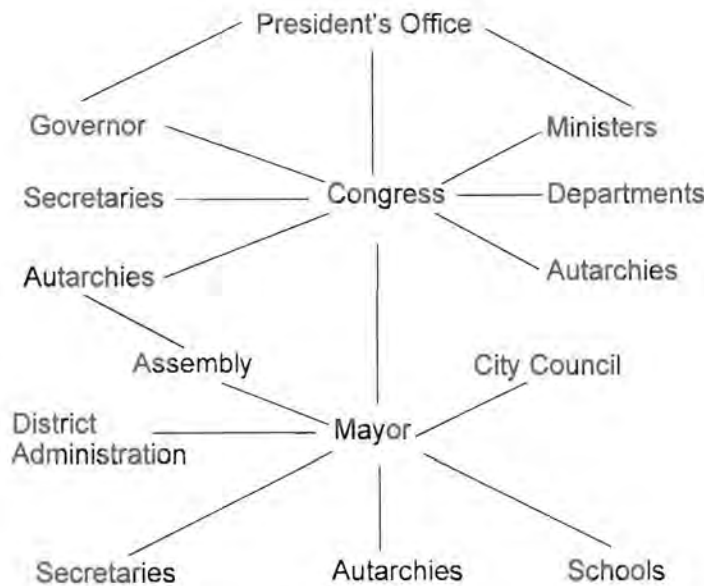 President's Office
Governor
Ministers
Secretaries
Congress
Departments
Autarchies
Autarchies
Assembly
City Council
District
Administration
Mayor
Secretaries
Autarchies
Schools